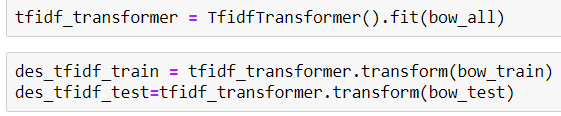 tfidf_transformer = TfidfTransformer().fit(bow_all)
des_tfidf_train = tfidf_transformer.transform(bow_train)
des_tfidf_test=tfidf_transformer.transform(bow_test)